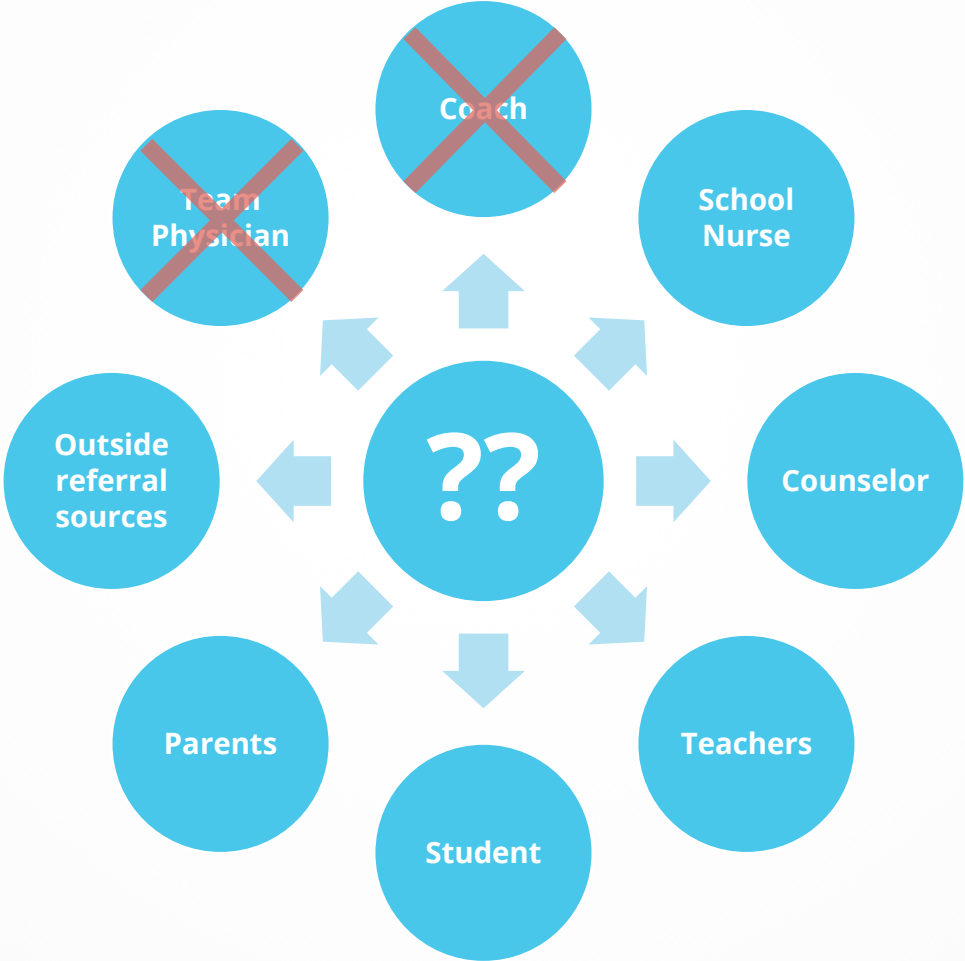 Coach
Team
Physician
School
Nurse
Outside
referral
sources
??
Counselor
Parents
Teachers
Student